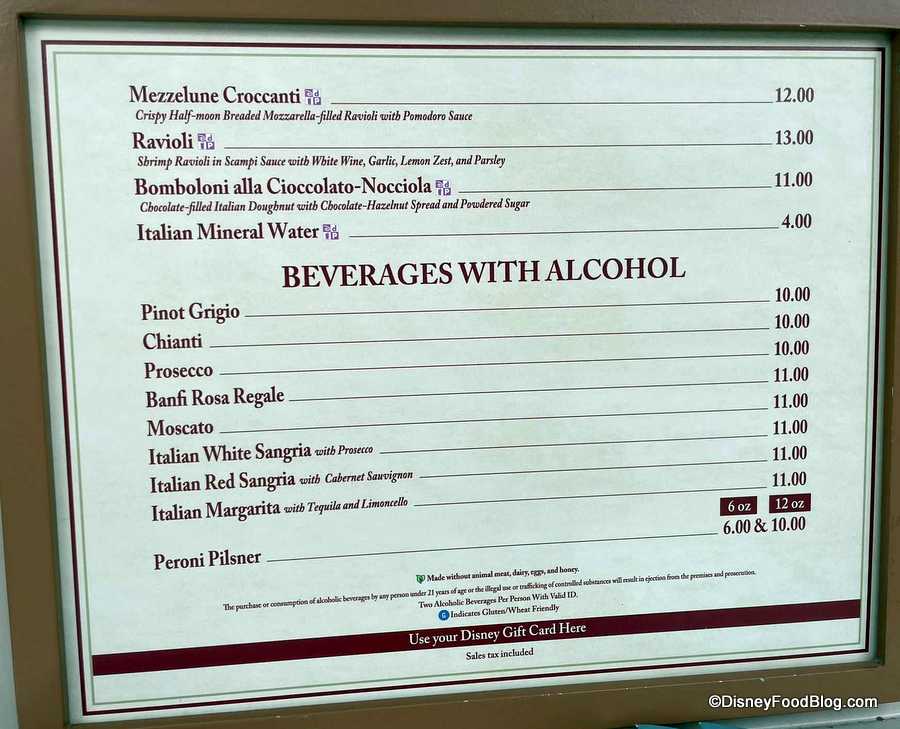 Mezzelune Croccanti 12.00
Crispy Half-moon Breaded Mozzarella-filled Ravioli with Pomodoro Sauce
Ravioli 13.00
Shrimp Ravioli in Scampi Sauce with White Wine, Garlic, Lemon Zest, and Parsley
Bomboloni alla Cioccolato-Nocciola 11.00
Chocolate-filled Italian Doughnut with Chocolate-Hazelnut Spread and Powdered Sugar
Italian Mineral Water 4.00
BEVERAGES WITH ALCOHOL
Pinot Grigio 10.00
Chianti 10.00
Prosecco 10.00
Banfi Rosa Regale 11.00
Moscato 11.00
Italian White Sangria with Prosecco 11.00
Italian Red Sangria with Cabernet Sauvignon 11.00
Italian Margarita with Tequila and Limoncello 11.00
6 oz 12 oz
Peroni Pilsner 6.00 & 10.00
Made without animal meat, dairy, eggs, and honey.
The purchase or consumption of alcoholic beverages by any person under 21 years of age or the illegal use or trafficking of controlled substances will result in ejection from the premises and prosecution.
Two Alcoholic Beverages Per Person With Valid ID.
G Indicates Gluten/Wheat Friendly
Use your Disney Gift Card Here
Sales tax included
©DisneyFoodBlog.com